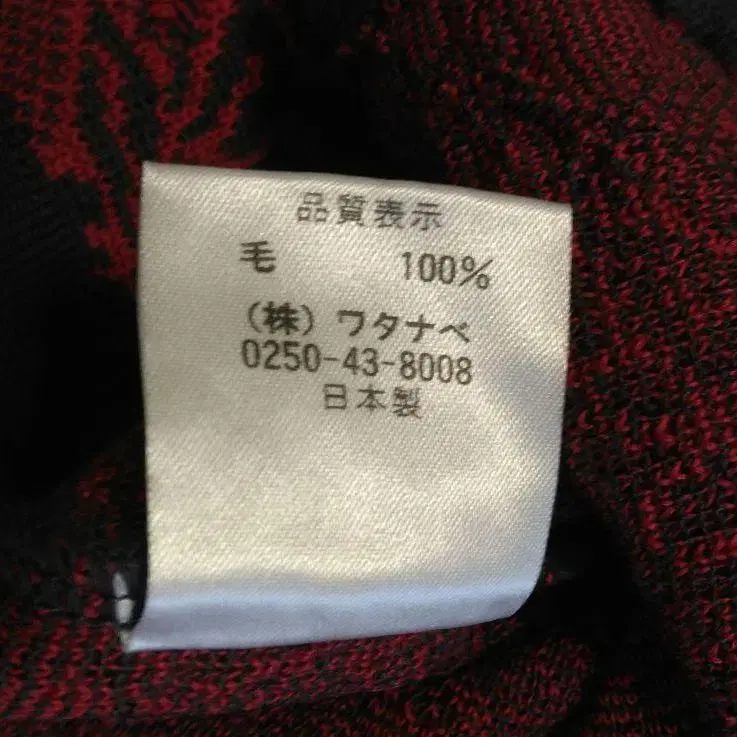 品質表示
毛 100%
(株)ワタナベ
0250-43-8008
日本製